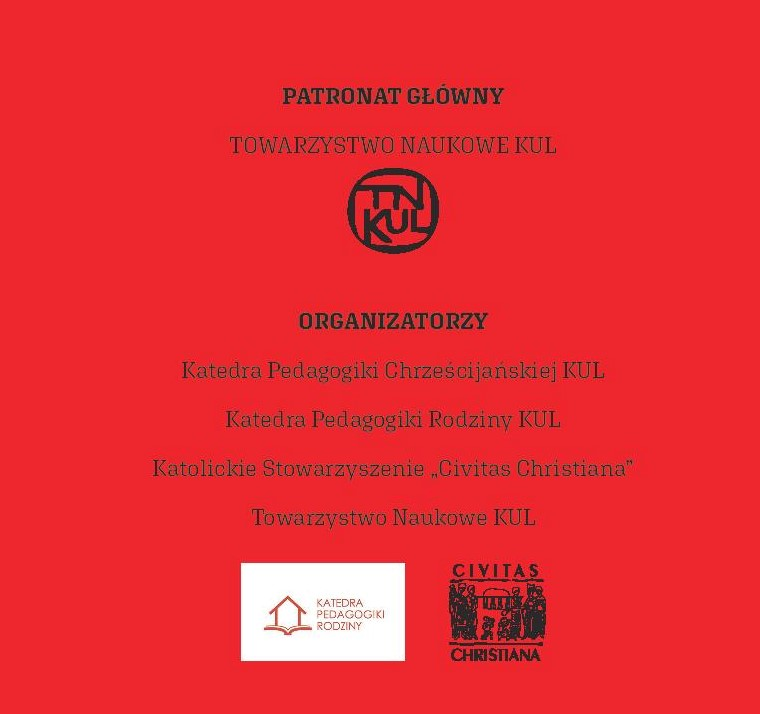 PATRONAT GŁÓWNY
TOWARZYSTWO NAUKOWE KUL
TN
KUL
ORGANIZATORZY
Katedra Pedagogiki Chrześcijańskiej KUL
Katedra Pedagogiki Rodziny KUL
Katolickie Stowarzyszenie „Civitas Christiana”
Towarzystwo Naukowe KUL
KATEDRA
PEDAGOGIKI
RODZINY
CIVITAS
CHRISTIANA